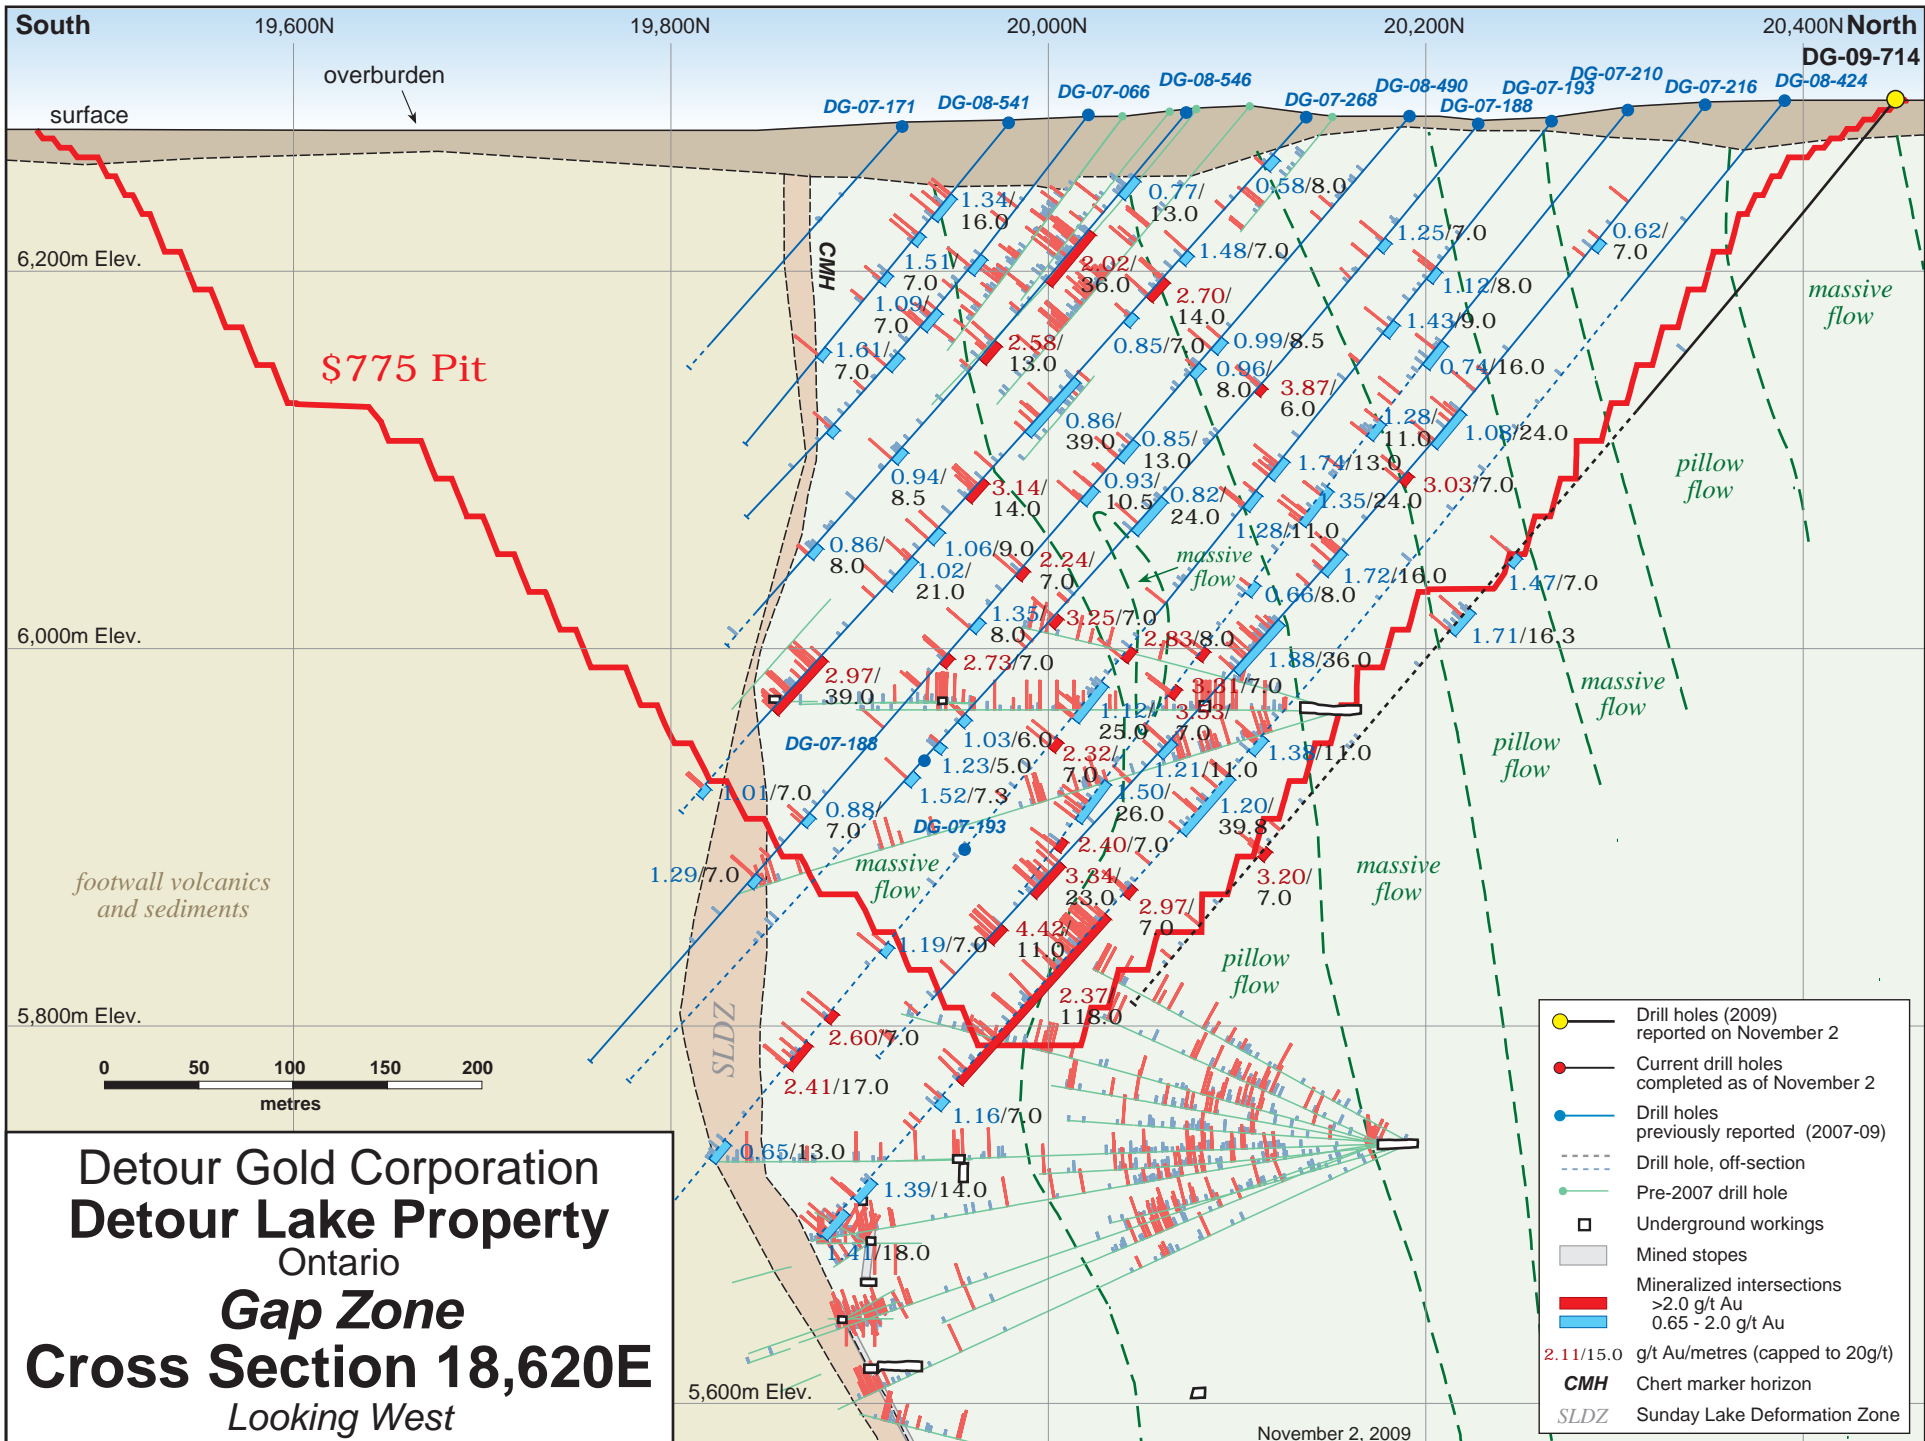 South
19,600N
19,800N
20,000N
20,200N
20,400N
North
DG-09-714
overburden
surface
DG-07-171
DG-08-541
DG-07-066
DG-08-546
DG-07-268
DG-08-490
DG-07-188
DG-07-193
DG-07-210
DG-07-216
DG-08-424
6,200m Elev.
CMH
$775 Pit
1.34/
16.0
0.77/
13.0
0.58/8.0
1.25/7.0
0.62/
7.0
1.51
7.0
2.02/
36.0
1.48/7.0
1.12/8.0
1.09/
7.0
2.70/
14.0
massive
flow
1.61/
7.0
2.58/
13.0
0.85/7.0
0.99/8.5
1.43/9.0
0.74/16.0
0.96/
8.0
3.87/
6.0
0.86/
39.0
0.85/
13.0
1.28/
11.0
1.08/24.0
0.94/
8.5
3.14/
14.0
0.93/
10.5
0.82/
24.0
1.74/13.0
1.35/24.0
3.03/7.0
pillow
flow
1.28/11.0
0.86/
8.0
1.06/9.0
1.02/
21.0
2.24/
7.0
massive
flow
1.72/16.0
0.66/8.0
1.47/7.0
6,000m Elev.
1.35/
8.0
3.25/7.0
2.83/8.0
1.71/16.3
2.97/
39.0
2.73/7.0
1.88/36.0
3.31/7.0
massive
flow
DG-07-188
1.03/6.0
1.12/
25.0
3.53/
7.0
1.23/5.0
2.32/
7.0
1.21/11.0
1.38/11.0
pillow
flow
1.01/7.0
1.52/7.3
1.50/
26.0
1.20/
39.8
0.88/
7.0
DG-07-193
2.40/7.0
massive
flow
1.29/7.0
3.34/
23.0
3.20/
7.0
massive
flow
footwall volcanics
and sediments
2.97/
7.0
1.19/7.0
4.42/
11.0
pillow
flow
2.37/
118.0
5,800m Elev.
SLDZ
2.60/7.0
2.41/17.0
0 50 100 150 200
metres
1.16/7.0
0.65/13.0
1.39/14.0
1.41/18.0
5,600m Elev.
Detour Gold Corporation
Detour Lake Property
Ontario
Gap Zone
Cross Section 18,620E
Looking West
Drill holes (2009)
reported on November 2
Current drill holes
completed as of November 2
Drill holes
previously reported (2007-09)
Drill hole, off-section
Pre-2007 drill hole
Underground workings
Mined stopes
Mineralized intersections
>2.0 g/t Au
0.65 - 2.0 g/t Au
2.11/15.0 g/t Au/metres (capped to 20g/t)
CMH Chert marker horizon
SLDZ Sunday Lake Deformation Zone
November 2, 2009